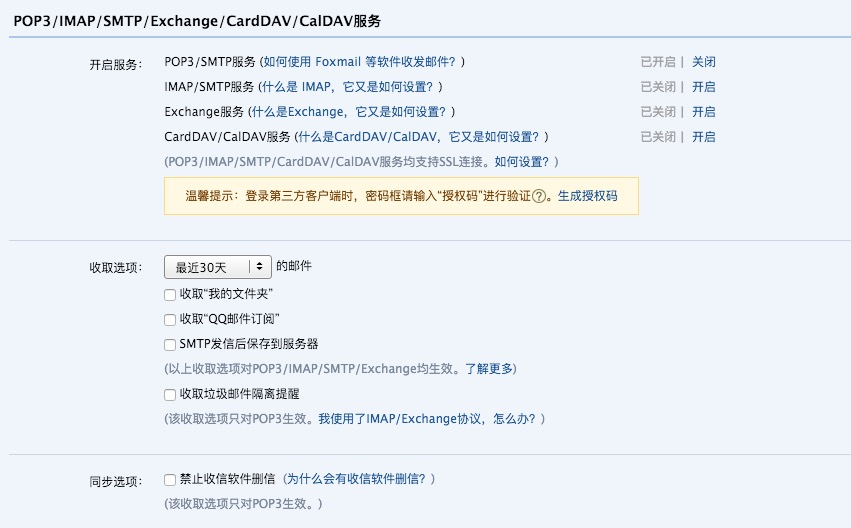 POP3/IMAP/SMTP/Exchange/CardDAV/CalDAV服务
开启服务： POP3/SMTP服务 (如何使用 Foxmail 等软件收发邮件？) 已开启 | 关闭
IMAP/SMTP服务 (什么是 IMAP，它又是如何设置？) 已关闭 | 开启
Exchange服务 (什么是Exchange，它又是如何设置？) 已关闭 | 开启
CardDAV/CalDAV服务 (什么是CardDAV/CalDAV，它又是如何设置？) 已关闭 | 开启
(POP3/IMAP/SMTP/CardDAV/CalDAV服务均支持SSL连接。如何设置？)
温馨提示：登录第三方客户端时，密码框请输入“授权码”进行验证?。生成授权码
收取选项： 最近30天 的邮件
收取“我的文件夹”
收取“QQ邮件订阅”
SMTP发信后保存到服务器
(以上收取选项对POP3/IMAP/SMTP/Exchange均生效。了解更多)
收取垃圾邮件隔离提醒
(该收取选项只对POP3生效。我使用了IMAP/Exchange协议，怎么办？)
同步选项： 禁止收信软件删信 (为什么会有收信软件删信？)
(该收取选项只对POP3生效。)